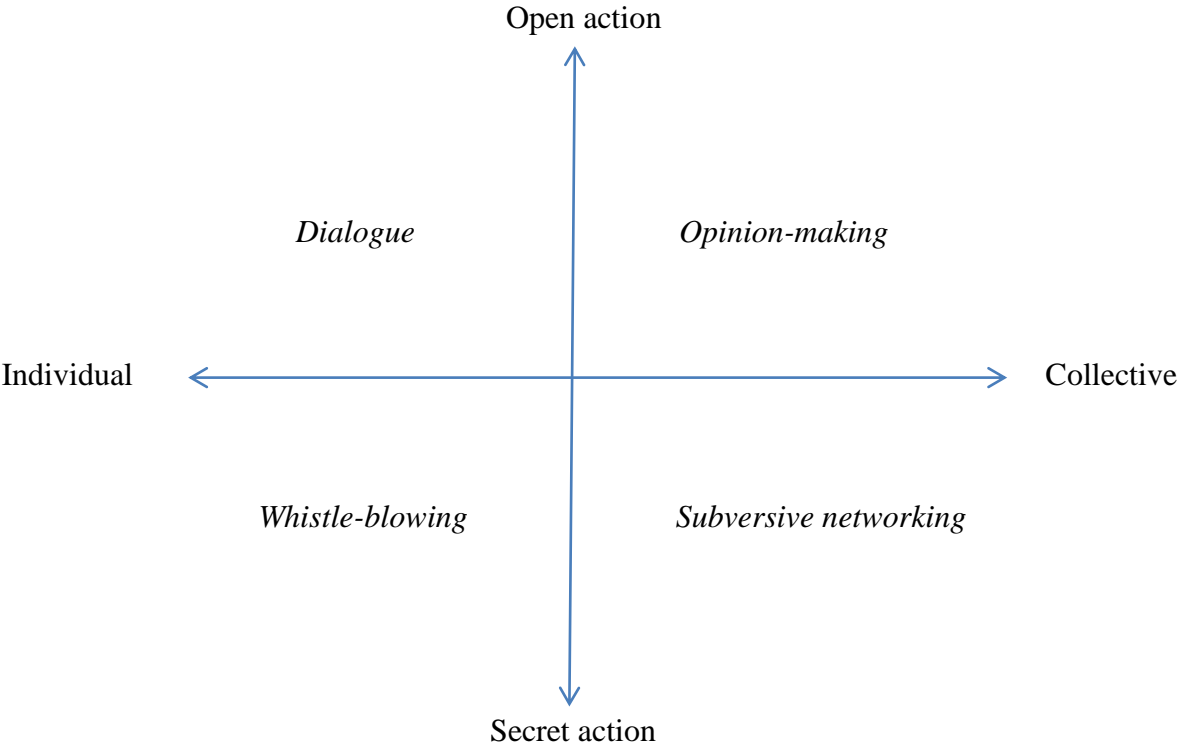 Open action
Dialogue
Opinion-making
Individual
Collective
Whistle-blowing
Subversive networking
Secret action